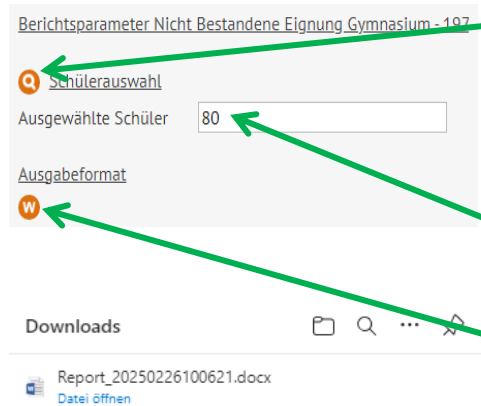 Berichtsparameter Nicht Bestandene Eignung Gymnasium - 197
Schülerauswahl
Ausgewählte Schüler 80
Ausgabeformat
W
Downloads
Report_20250226100621.docx
Datei öffnen